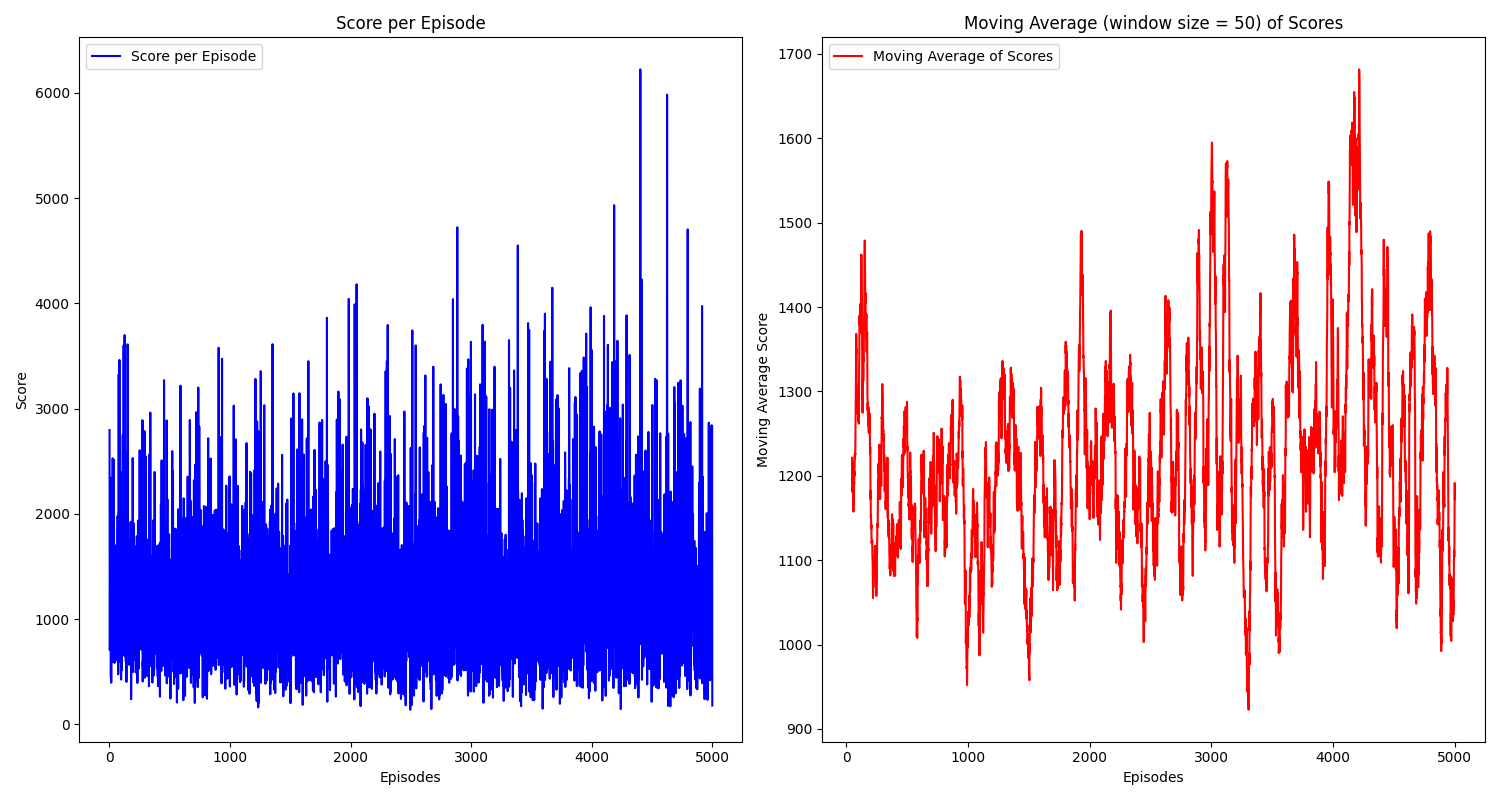 Score per Episode
Score per Episode
6000
5000
4000
3000
2000
1000
0
Score
0 1000 2000 3000 4000 5000
Episodes
Moving Average (window size = 50) of Scores
Moving Average of Scores
1700
1600
1500
1400
1300
1200
1100
1000
900
Moving Average Score
0 1000 2000 3000 4000 5000
Episodes